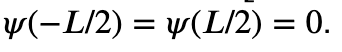 ψ(−L/2) = ψ(L/2) = 0.